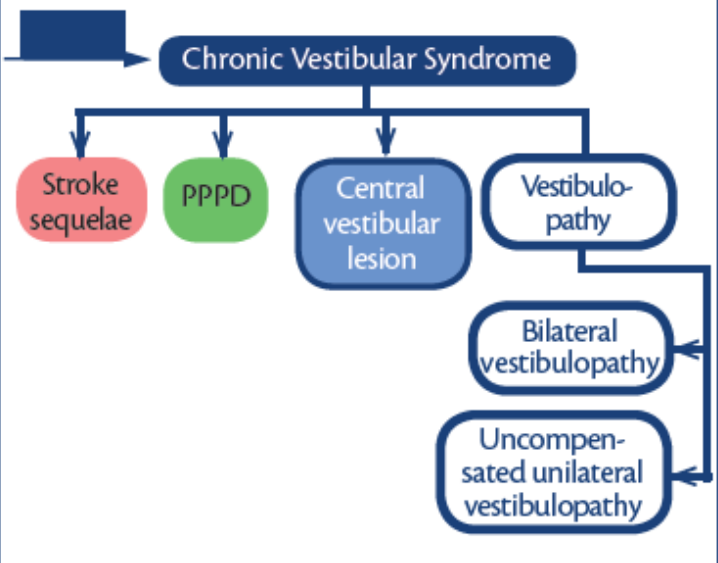 Chronic Vestibular Syndrome
Stroke
sequelae
PPPD
Central
vestibular
lesion
Vestibulo-
pathy
Bilateral
vestibulopathy
Uncompen-
sated unilateral
vestibulopathy